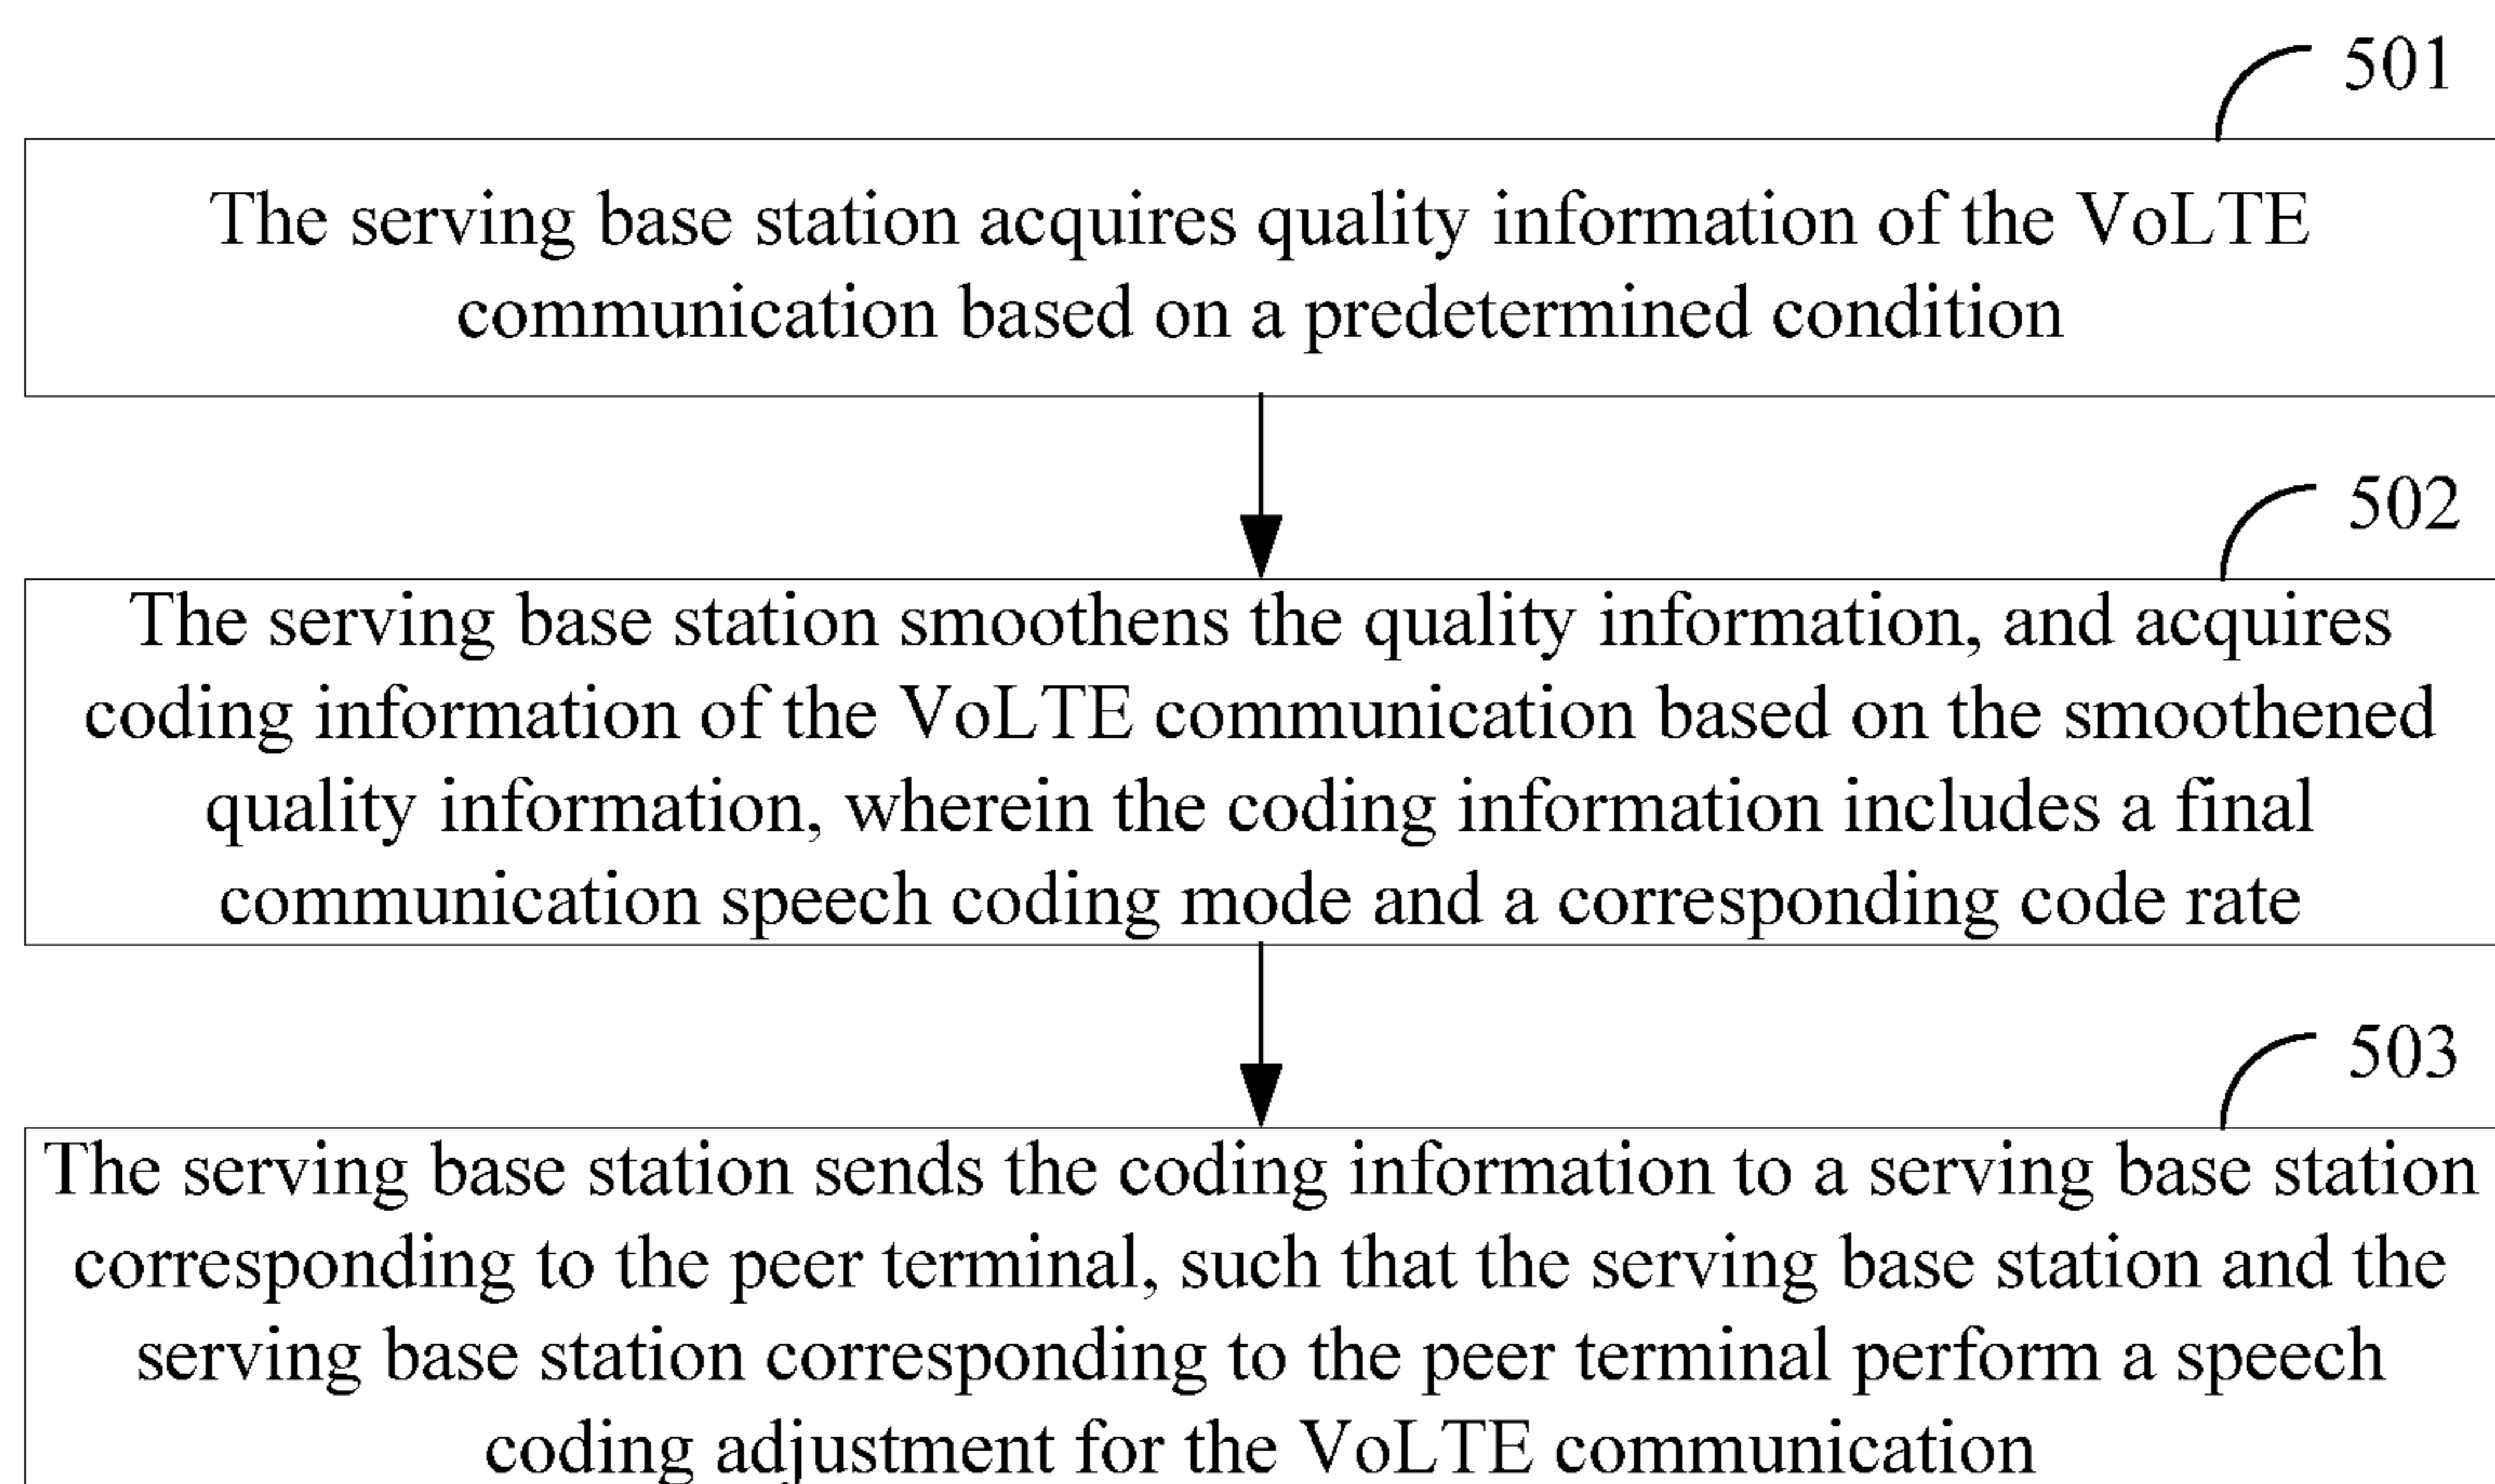 501
The serving base station acquires quality information of the VoLTE
communication based on a predetermined condition
502
The serving base station smoothens the quality information, and acquires
coding information of the VoLTE communication based on the smoothened
quality information, wherein the coding information includes a final
communication speech coding mode and a corresponding code rate
503
The serving base station sends the coding information to a serving base station
corresponding to the peer terminal, such that the serving base station and the
serving base station corresponding to the peer terminal perform a speech
coding adjustment for the VoLTE communication